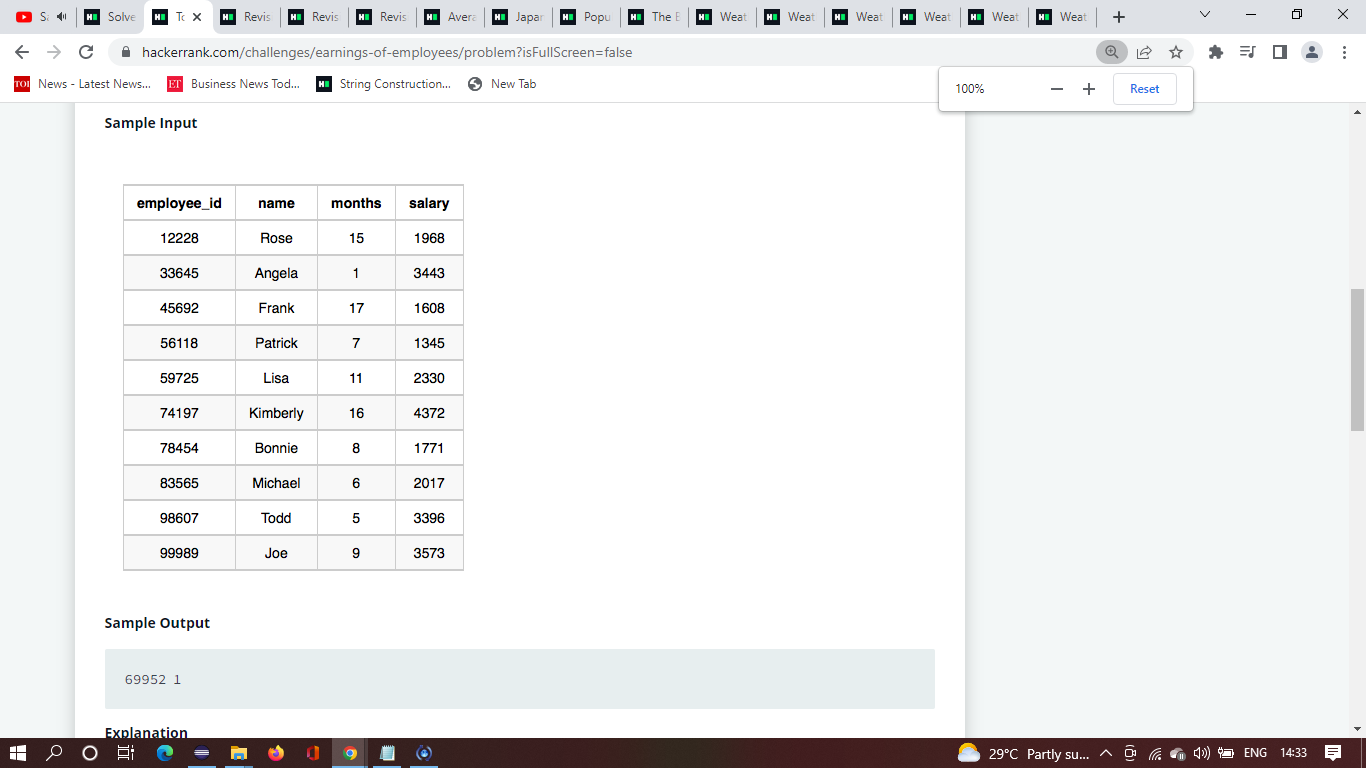 S Solve To Revis Revis Revis Avera Japar Popu The E Weat Weat Weat Weat Weat Weat
hackerrank.com/challenges/earnings-of-employees/problem?isFullScreen=false
TOI News - Latest News... ET Business News Tod... H String Construction... New Tab
100% Reset
Sample Input
employee_id name months salary
12228 Rose 15 1968
33645 Angela 1 3443
45692 Frank 17 1608
56118 Patrick 7 1345
59725 Lisa 11 2330
74197 Kimberly 16 4372
78454 Bonnie 8 1771
83565 Michael 6 2017
98607 Todd 5 3396
99989 Joe 9 3573
Sample Output
69952 1
Explanation
29°C Partly su... ENG 14:33